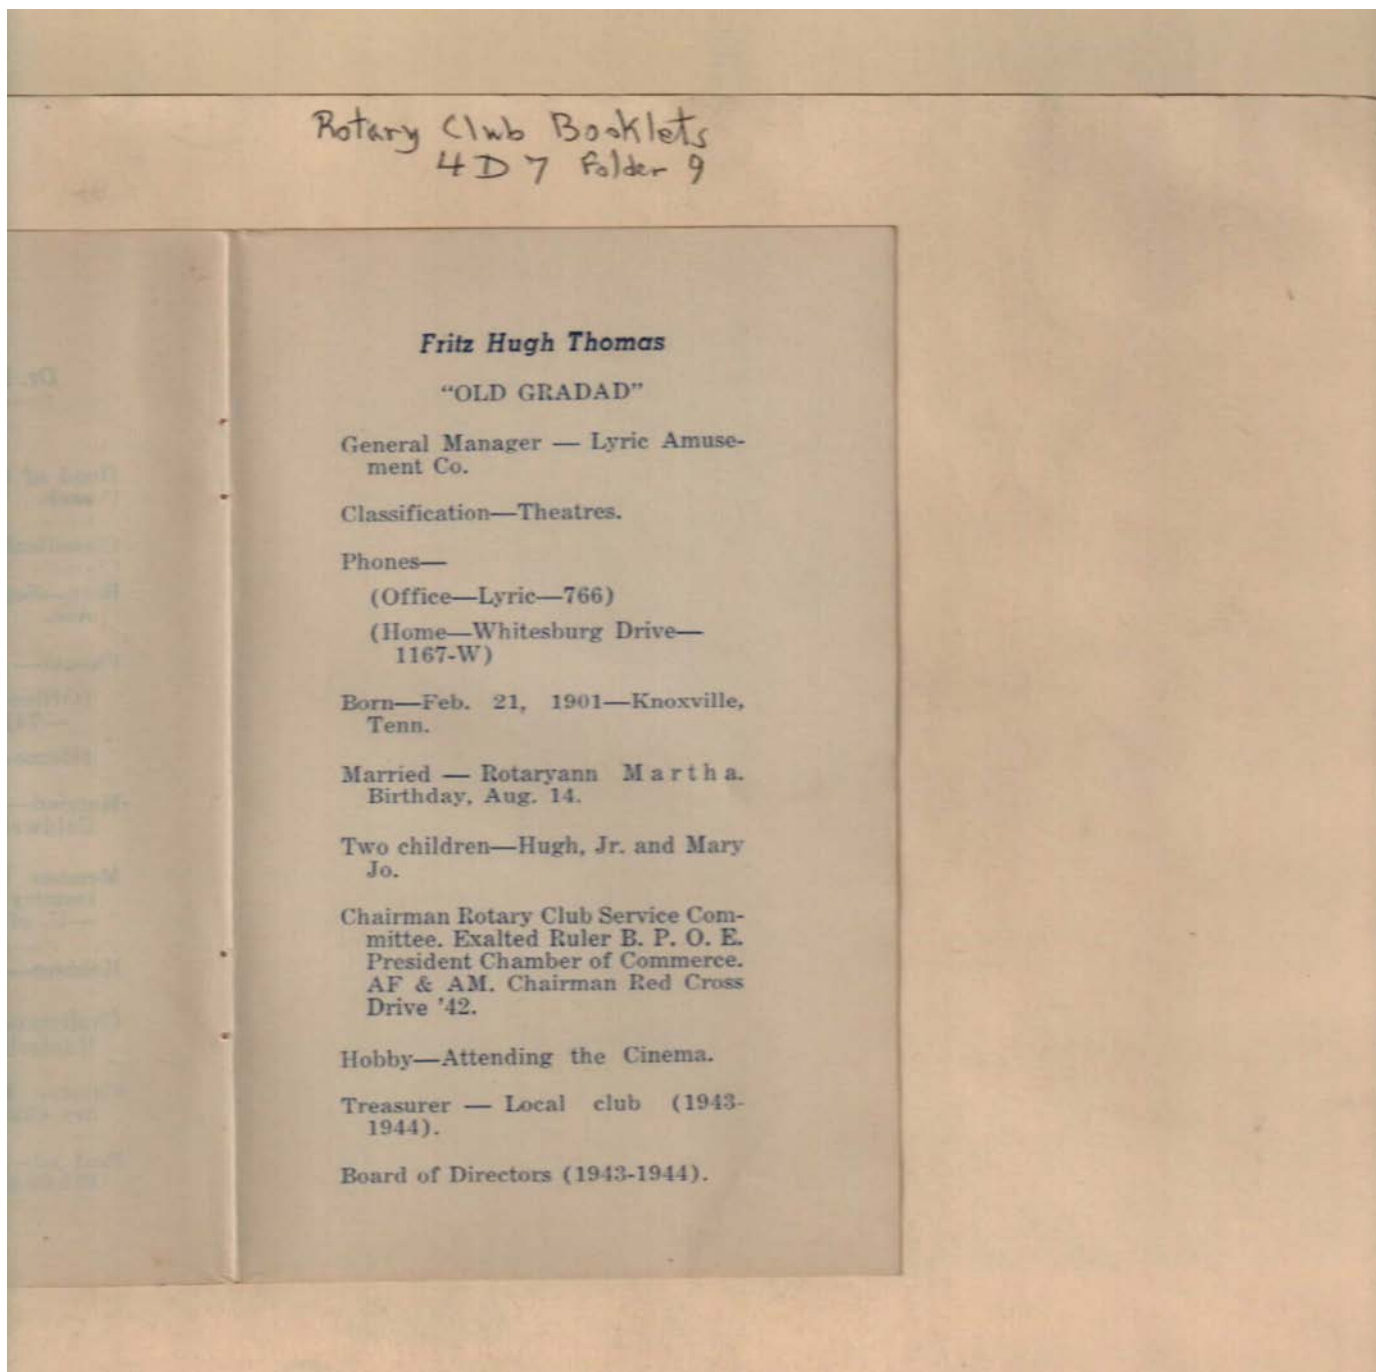 Rotary Club Booklets
4D7 Folder 9
Fritz Hugh Thomas
"OLD GRADAD"
General Manager — Lyric Amuse-
ment Co.
Classification—Theatres.
Phones—
(Office—Lyric—766)
(Home—Whitesburg Drive—
1167-W)
Born—Feb. 21, 1901—Knoxville,
Tenn.
Married — Rotaryann Martha.
Birthday, Aug. 14.
Two children—Hugh, Jr. and Mary
Jo.
Chairman Rotary Club Service Com-
mittee. Exalted Ruler B. P. O. E.
President Chamber of Commerce.
AF & AM. Chairman Red Cross
Drive '42.
Hobby—Attending the Cinema.
Treasurer — Local club (1943-
1944).
Board of Directors (1943-1944).